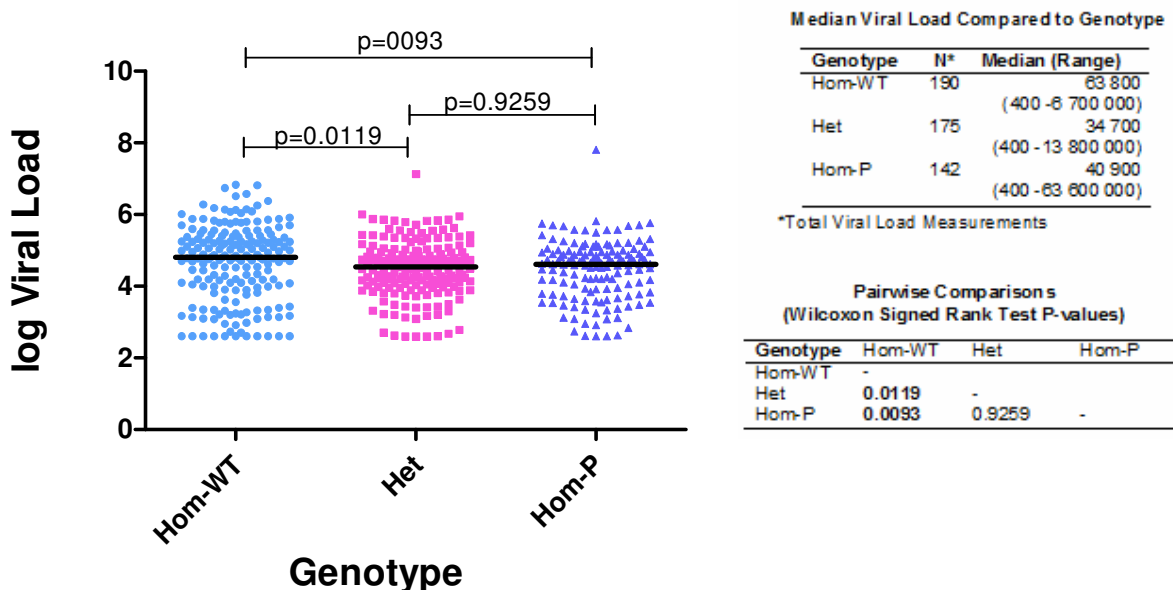 p=0093
p=0.9259
p=0.0119
10
8
6
4
2
0
log Viral Load
Hom-WT
Het
Hom-P
Genotype
Median Viral Load Compared to Genotype
Genotype N* Median (Range)
Hom-WT 190 63 800
(400 -6 700 000)
Het 175 34 700
(400 -13 800 000)
Hom-P 142 40 900
(400 -63 600 000)
*Total Viral Load Measurements
Pairwise Comparisons
(Wilcoxon Signed Rank Test P-values)
Genotype Hom-WT Het Hom-P
Hom-WT -
Het 0.0119 -
Hom-P 0.0093 0.9259 -